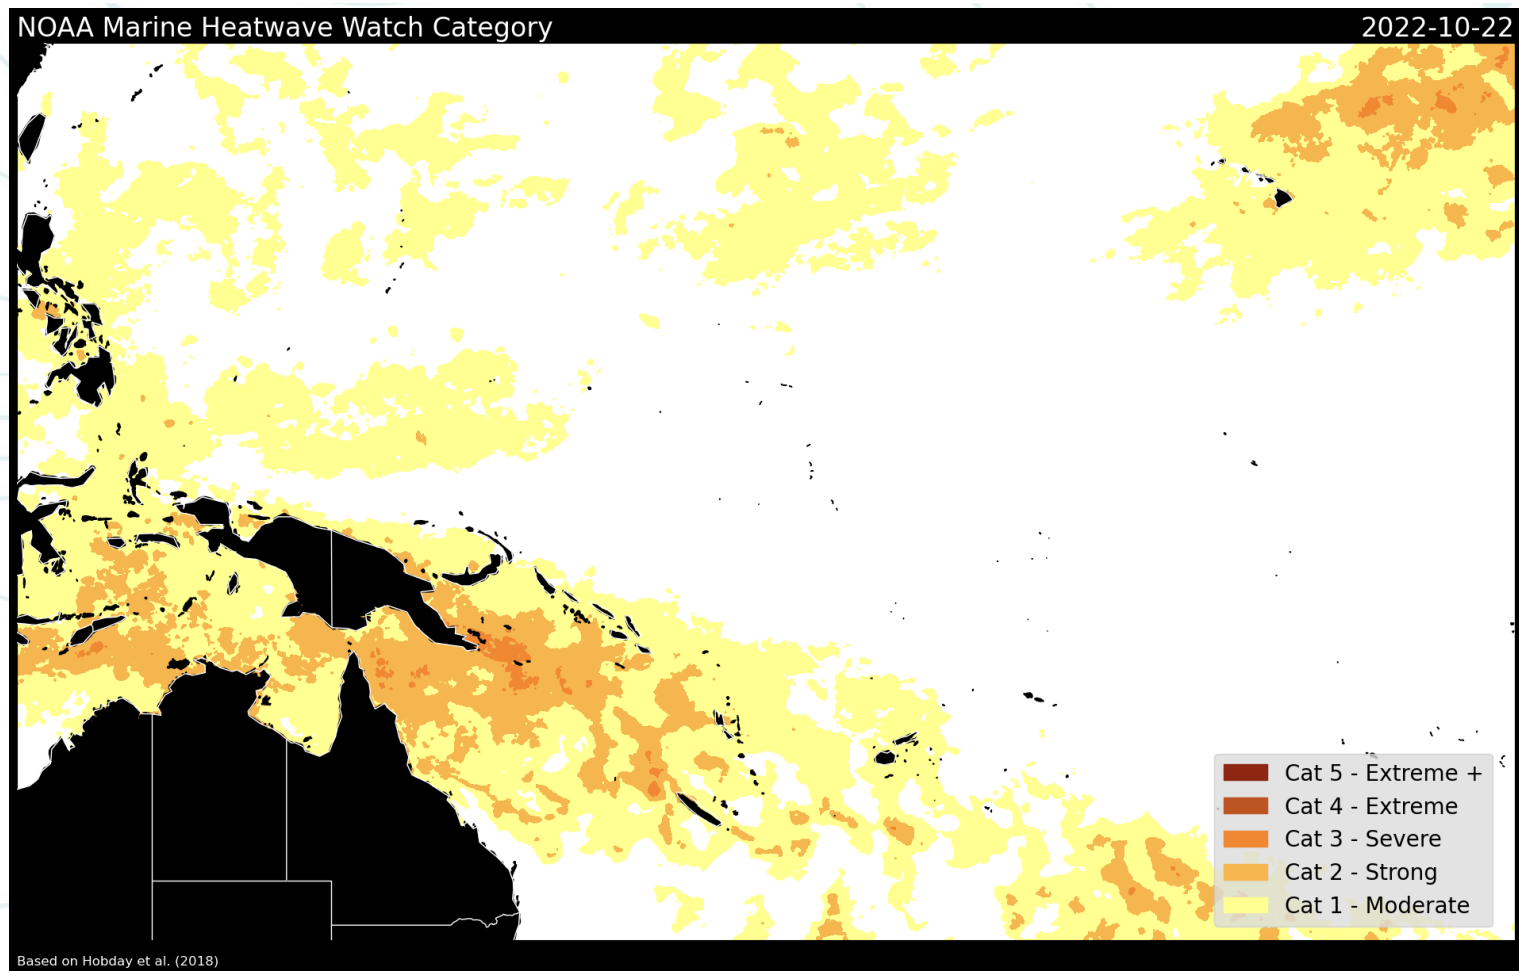 NOAA Marine Heatwave Watch Category
2022-10-22
Cat 5 - Extreme +
Cat 4 - Extreme
Cat 3 - Severe
Cat 2 - Strong
Cat 1 - Moderate
Based on Hobday et al. (2018)